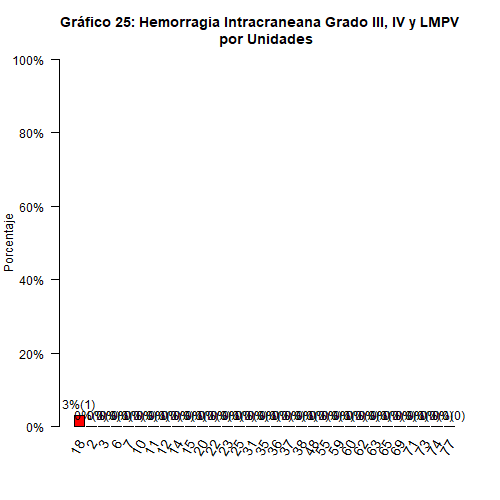 Gráfico 25: Hemorragia Intracraneana Grado III, IV y LMPV
por Unidades
100%
80%
60%
40%
20%
0%
Porcentaje
3%(1)
18 2 3 6 7 10 11 12 14 15 20 22 23 25 31 35 36 37 38 48 55 59 60 62 63 65 69 71 73 74 77